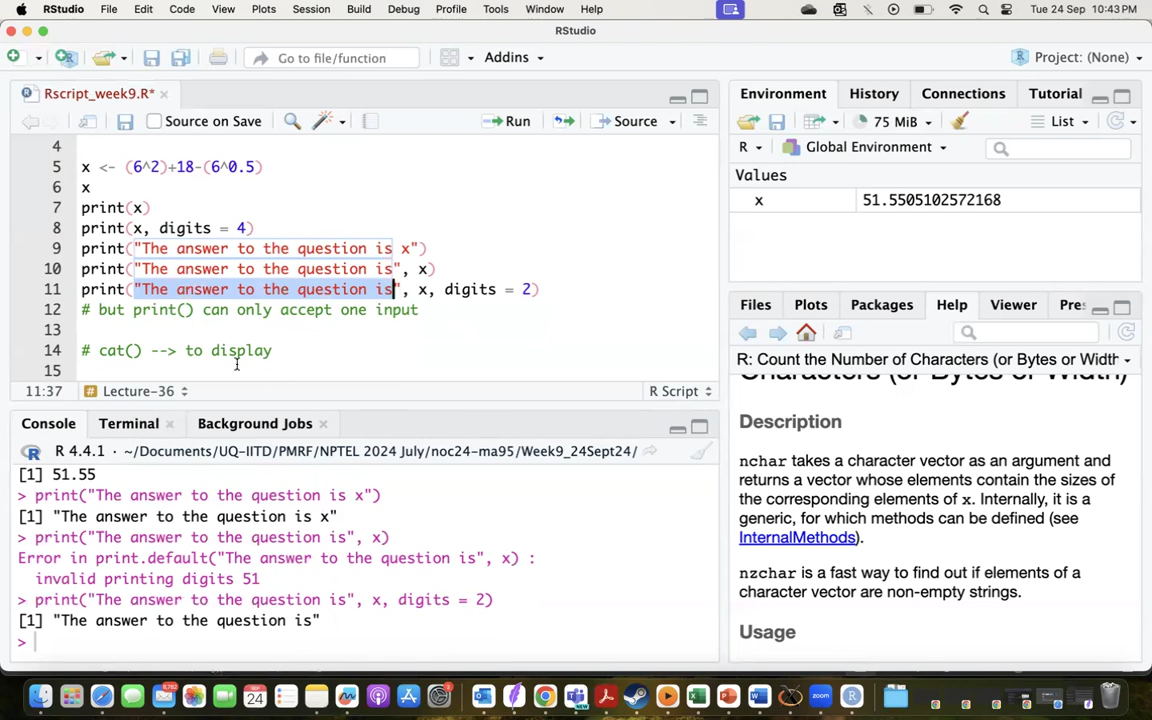 RStudio File Edit Code View Plots Session Build Debug Profile Tools Window Help Tue 24 Sep 10:43 PM
RStudio
Go to file/function Addins Project: (None)
Rscript_week9.R*
Source on Save Run Source
4
5 x <- (6^2)+18-(6^0.5)
6 x
7 print(x)
8 print(x, digits = 4)
9 print("The answer to the question is x")
10 print("The answer to the question is", x)
11 print("The answer to the question is", x, digits = 2)
12 # but print() can only accept one input
13
14 # cat() --> to display
15
11:37 # Lecture-36 R Script
Console Terminal Background Jobs
R 4.4.1 · ~/Documents/UQ-IITD/PMRF/NPTEL 2024 July/noc24-ma95/Week9_24Sept24/
[1] 51.55
> print("The answer to the question is x")
[1] "The answer to the question is x"
> print("The answer to the question is", x)
Error in print.default("The answer to the question is", x) :
invalid printing digits 51
> print("The answer to the question is", x, digits = 2)
[1] "The answer to the question is"
>
Environment History Connections Tutorial
75 MiB List
R Global Environment
Values
x 51.5505102572168
Files Plots Packages Help Viewer Pre
R: Count the Number of Characters (or Bytes or Width
Characters (or Bytes or Width)
Description
nchar takes a character vector as an argument and
returns a vector whose elements contain the sizes of
the corresponding elements of x. Internally, it is a
generic, for which methods can be defined (see
InternalMethods).
nzchar is a fast way to find out if elements of a
character vector are non-empty strings.
Usage
SEP
24
zoom